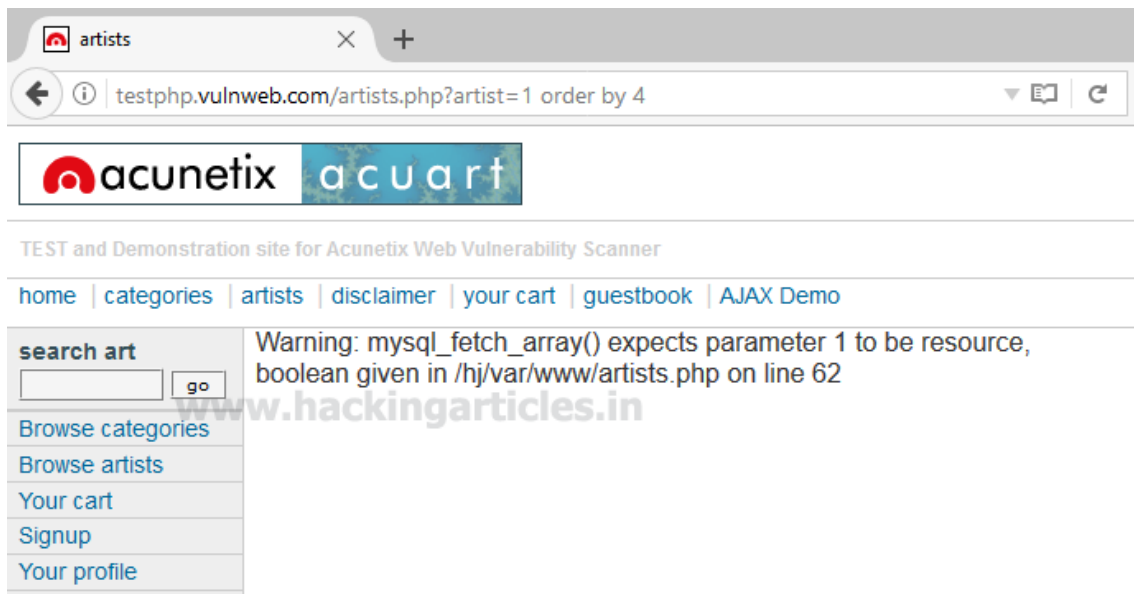 artists
testphp.vulnweb.com/artists.php?artist=1 order by 4
acunetix acuart
TEST and Demonstration site for Acunetix Web Vulnerability Scanner
home | categories | artists | disclaimer | your cart | guestbook | AJAX Demo
search art
go
Browse categories
Browse artists
Your cart
Signup
Your profile
Warning: mysql_fetch_array() expects parameter 1 to be resource,
boolean given in /hj/var/www/artists.php on line 62
www.hackingarticles.in